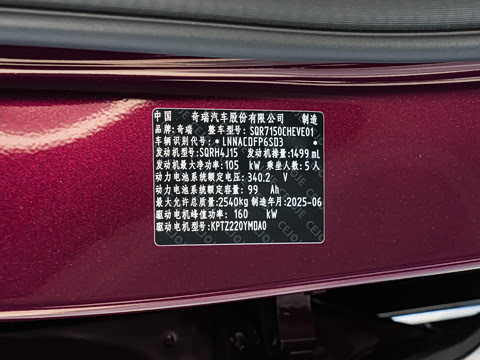 中国 奇瑞汽车股份有限公司 制造
品牌：奇瑞 整车型号：SQR7150CHEVE01
车辆识别代号：*LNNACDFP6SD3
发动机型号：SQRH4J15 发动机排量：1499 mL
发动机最大净功率：105 kW 乘坐人数：5人
动力电池系统额定电压：340.2 V
动力电池系统额定容量：99 Ah
最大允许总质量：2540kg 制造年月：2025-06
驱动电机峰值功率：160 kW
驱动电机型号：KPTZ220YMDA0